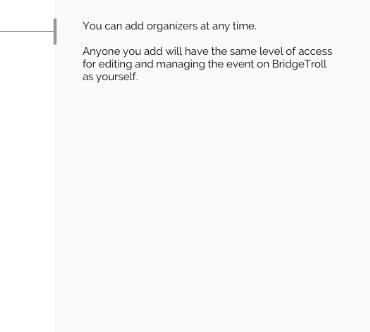 You can add organizers at any time.
Anyone you add will have the same level of access
for editing and managing the event on BridgeTroll
as yourself.